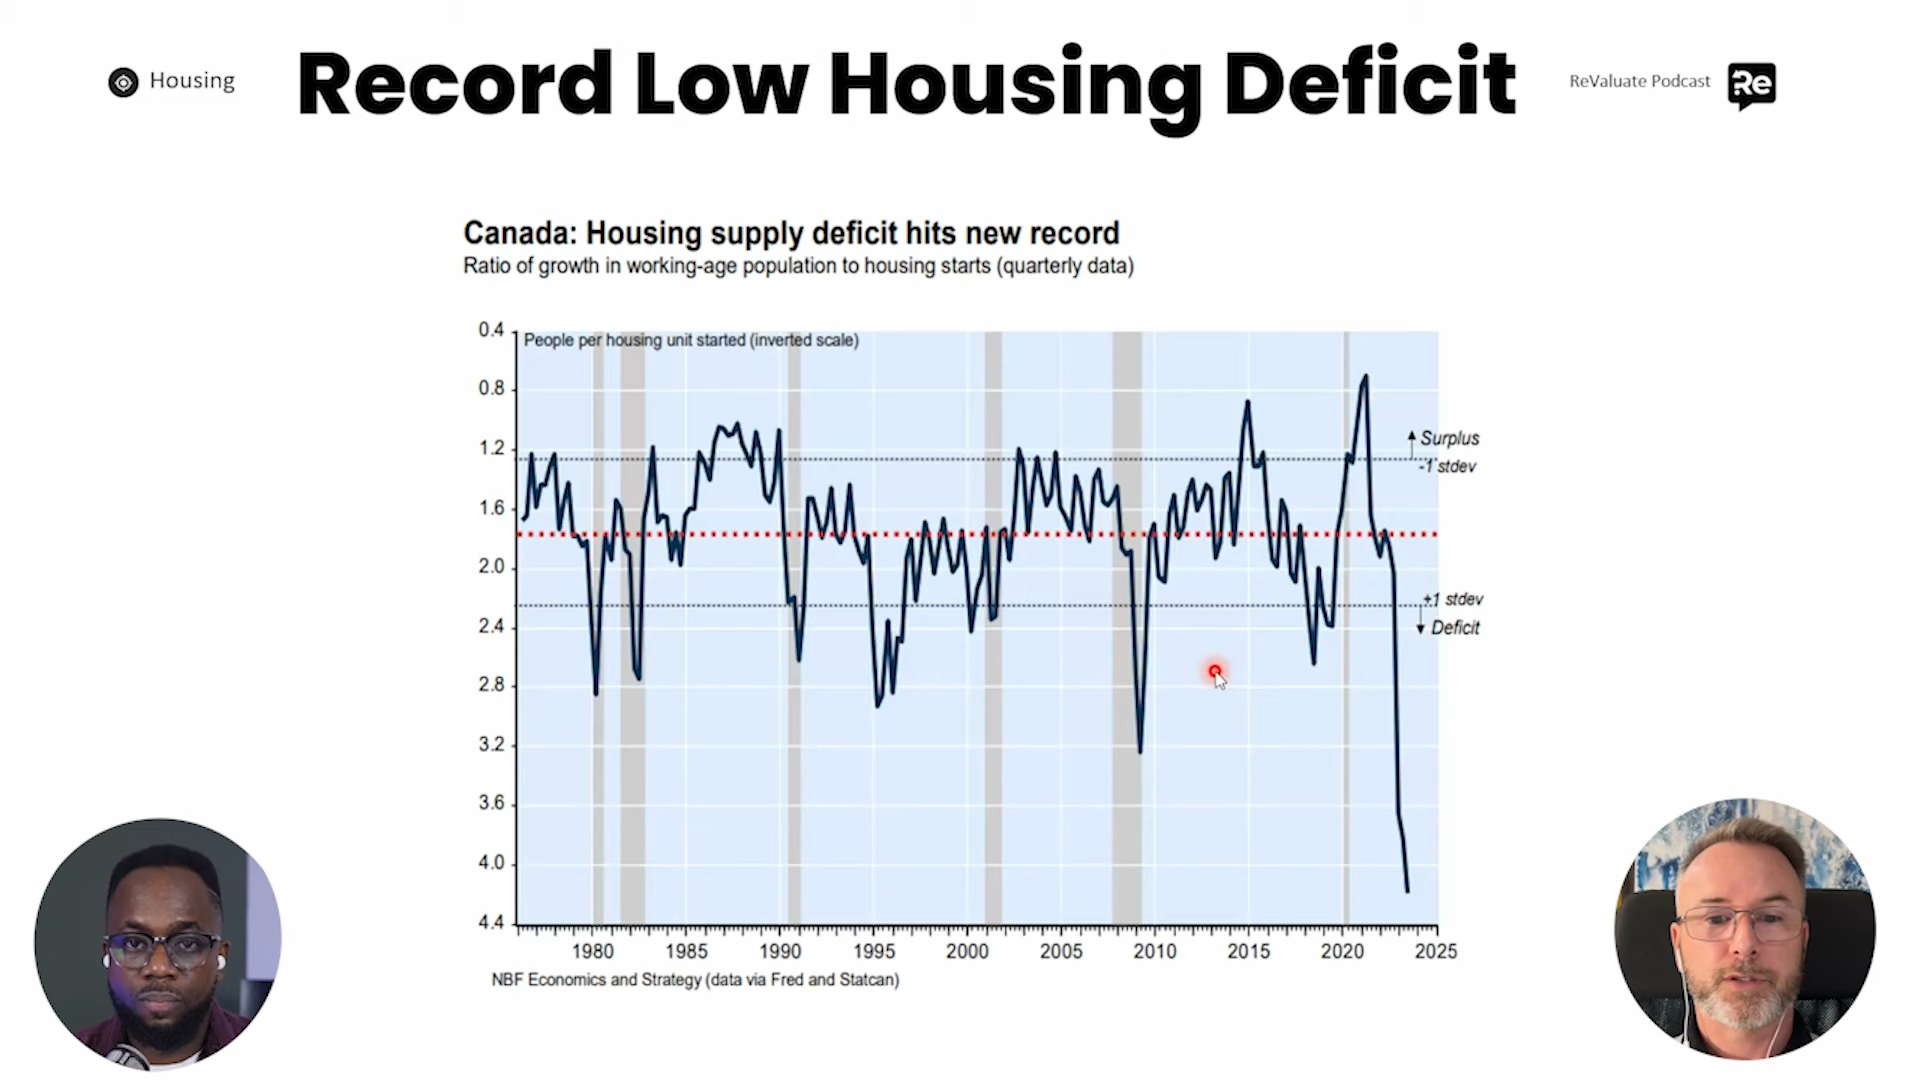 Housing
Record Low Housing Deficit
ReValuate Podcast
Re
Canada: Housing supply deficit hits new record
Ratio of growth in working-age population to housing starts (quarterly data)
People per housing unit started (inverted scale)
0.4
0.8
1.2
1.6
2.0
2.4
2.8
3.2
3.6
4.0
4.4
Surplus
-1 stdev
+1 stdev
Deficit
1980 1985 1990 1995 2000 2005 2010 2015 2020 2025
NBF Economics and Strategy (data via Fred and Statcan)